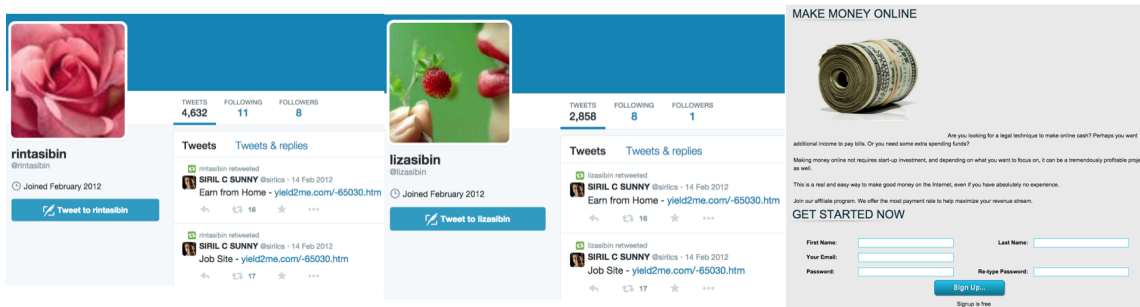 rintasibin
@rintasibin
Joined February 2012
Tweet to rintasibin
TWEETS FOLLOWING FOLLOWERS
4,632 11 8
Tweets Tweets & replies
rintasibin retweeted
SIRIL C SUNNY @sirilcs · 14 Feb 2012
Earn from Home - yield2me.com/-65030.htm
16
rintasibin retweeted
SIRIL C SUNNY @sirilcs · 14 Feb 2012
Job Site - yield2me.com/-65030.htm
17
lizasibin
@lizasibin
Joined February 2012
Tweet to lizasibin
TWEETS FOLLOWING FOLLOWERS
2,858 8 1
Tweets Tweets & replies
lizasibin retweeted
SIRIL C SUNNY @sirilcs · 14 Feb 2012
Earn from Home - yield2me.com/-65030.htm
16
lizasibin retweeted
SIRIL C SUNNY @sirilcs · 14 Feb 2012
Job Site - yield2me.com/-65030.htm
17
MAKE MONEY ONLINE
Are you looking for a legal technique to make online cash? Perhaps you want
additional income to pay bills. Or you need some extra spending funds?
Making money online not requires start-up investment, and depending on what you want to focus on, it can be a tremendously profitable proje
as well.
This is a real and easy way to make good money on the Internet, even if you have absolutely no experience.
Join our affiliate program. We offer the most payment rate to help maximize your revenue stream.
GET STARTED NOW
First Name: Last Name:
Your Email:
Password: Re-type Password:
Sign Up...
Signup is free